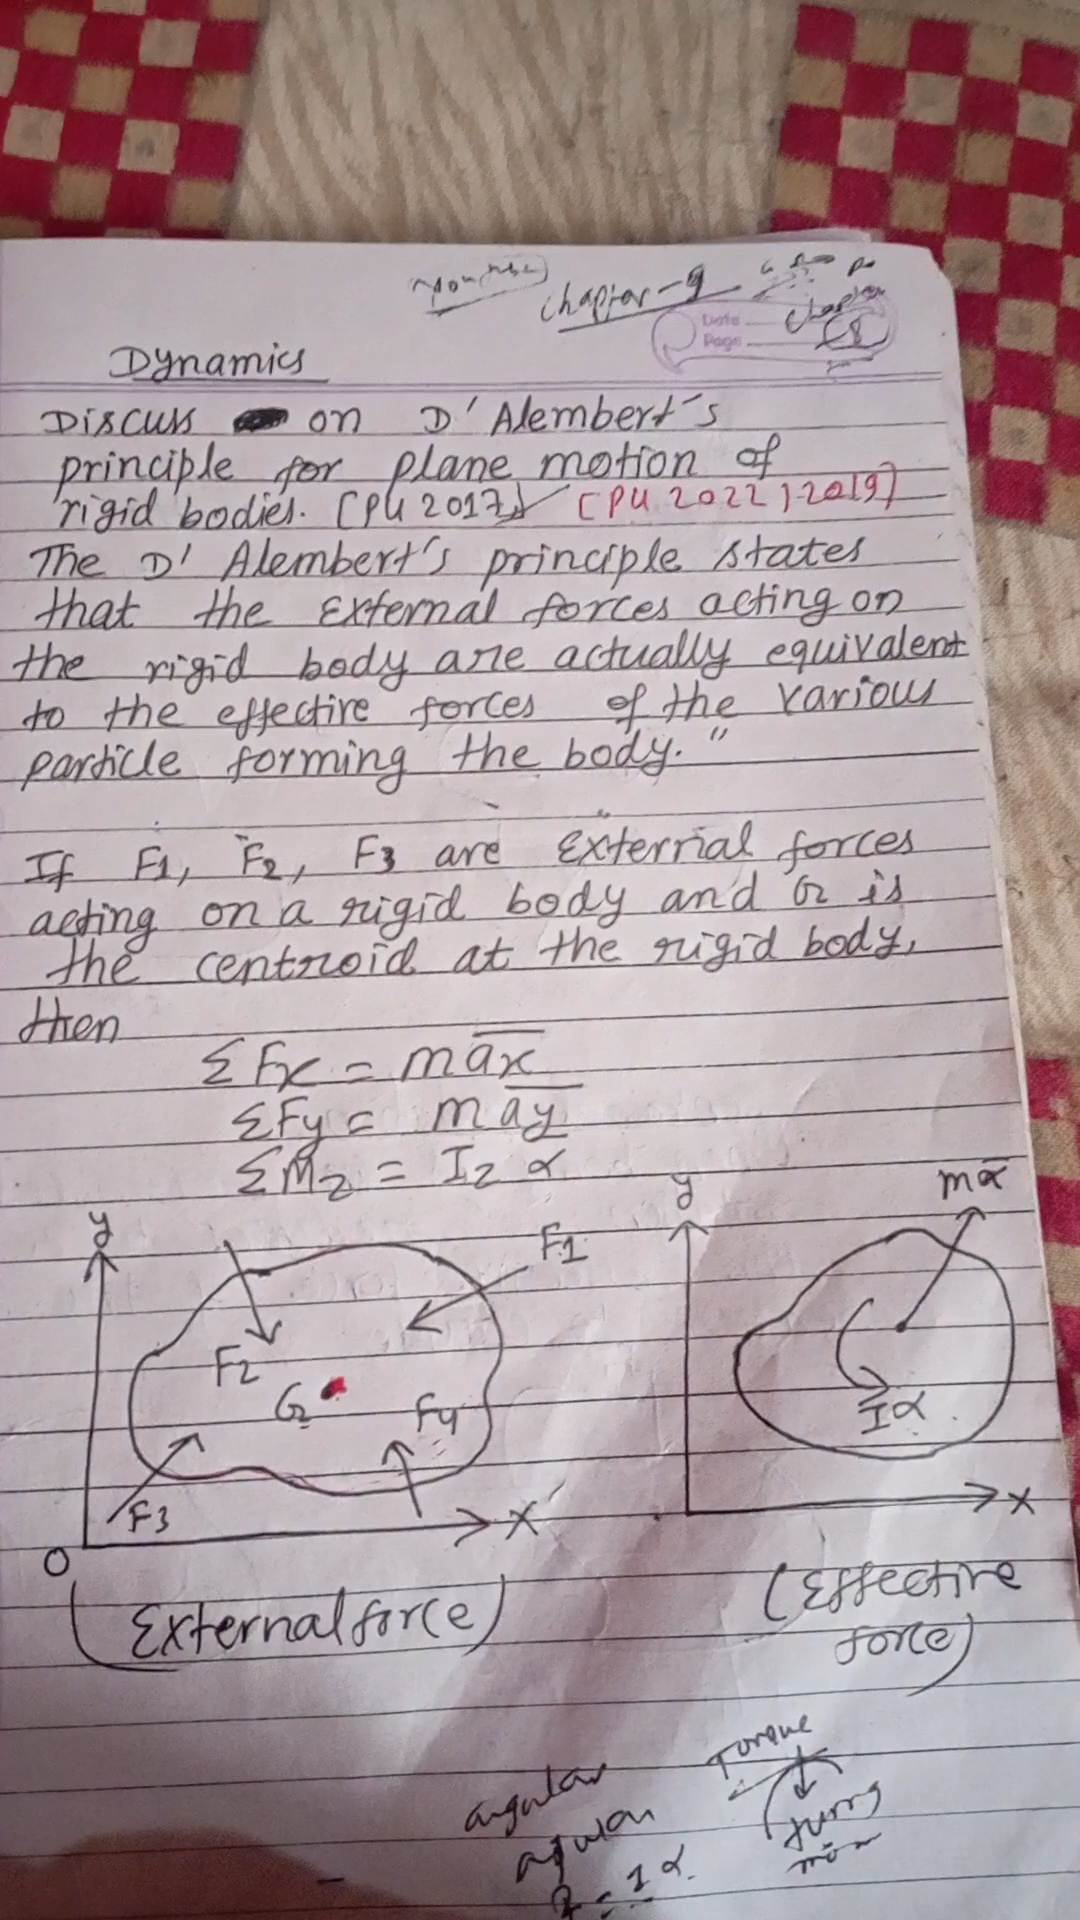 Chapter-9
Chapter
8
Date
Page
Dynamics
Discuss on D'Alembert's
principle for plane motion of
rigid bodies. [PU 2017] [PU 2022, 2019]
The D' Alembert's principle states
that the external forces acting on
the rigid body are actually equivalent
to the effective forces of the various
particle forming the body."
If F1, F2, F3 are external forces
acting on a rigid body and G is
the centroid at the rigid body,
then
ΣFx = m a̅x̅
ΣFy = m a̅y̅
ΣMz = Iz α
y
F1
F2
G
F4
F3
O
X
(External force)
y
mā
Iα
X
(Effective
force)
angular
Torque
= Iα